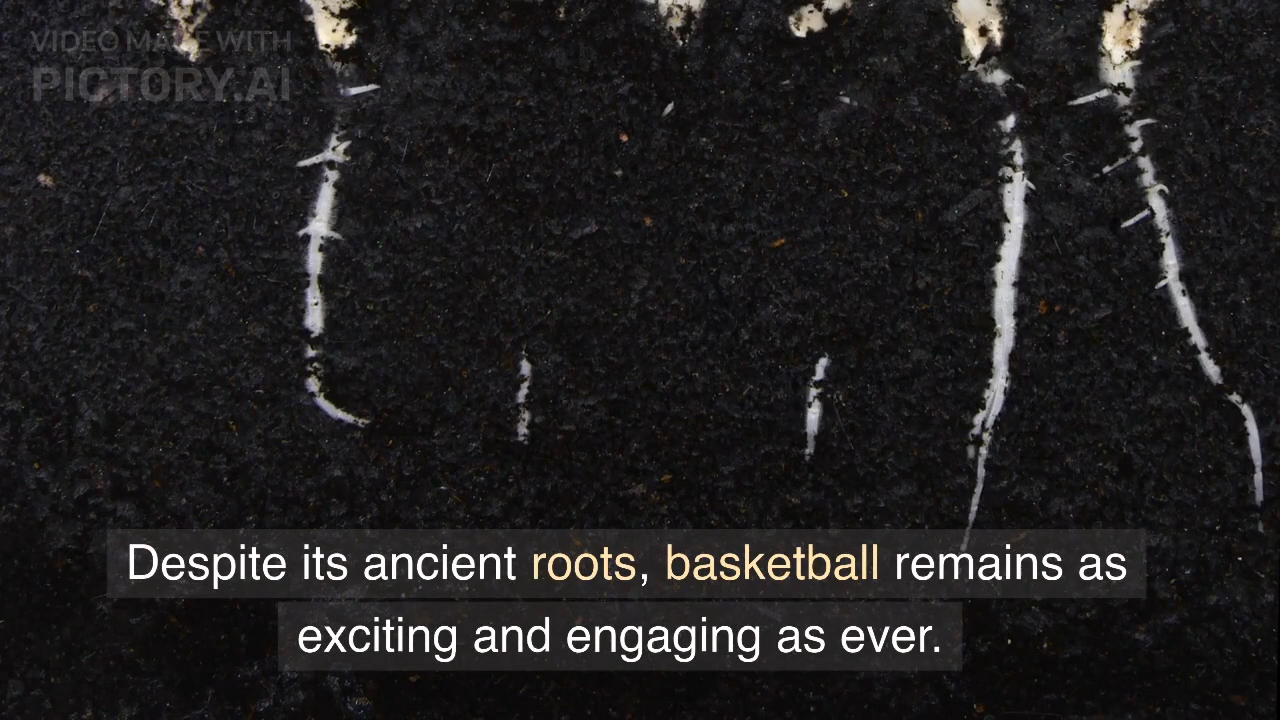 VIDEO MADE WITH
PICTORY.AI
Despite its ancient roots, basketball remains as
exciting and engaging as ever.